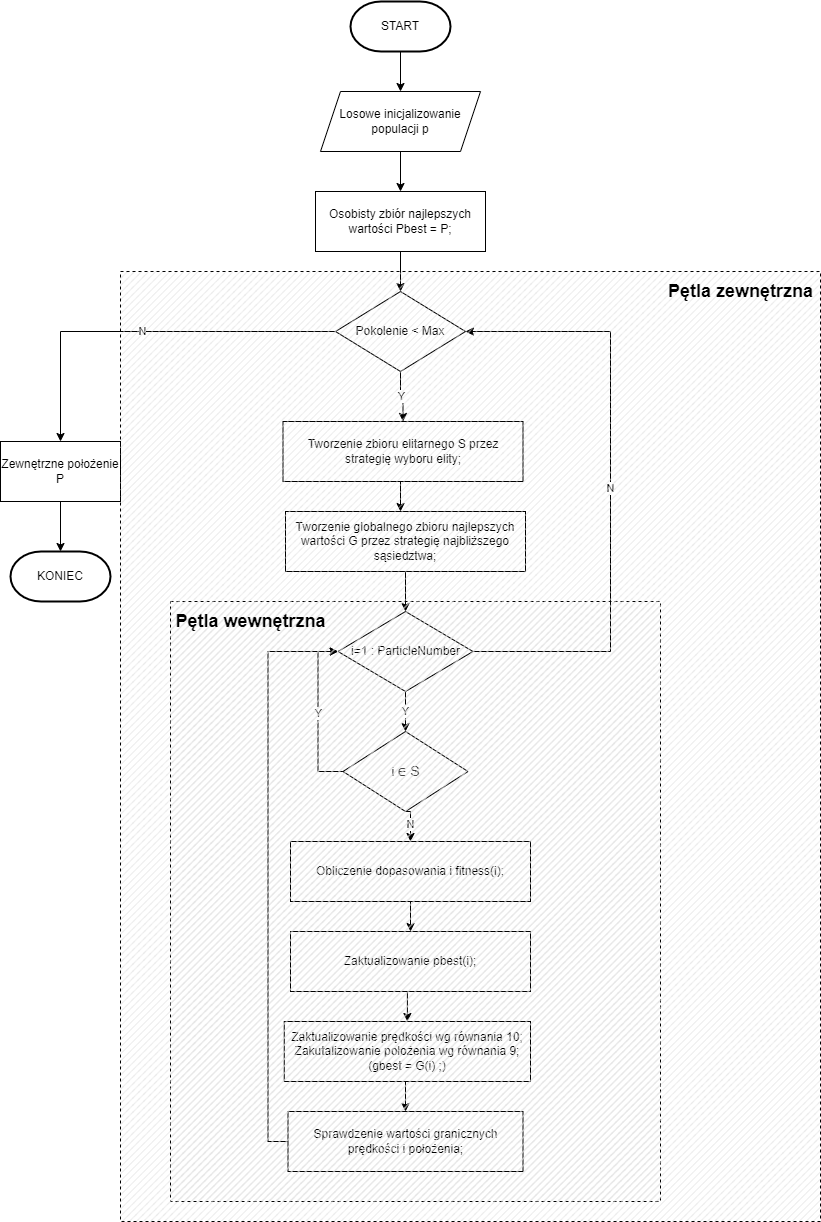 START
Losowe inicjalizowanie
populacji p
Osobisty zbiór najlepszych
wartości Pbest = P;
Pętla zewnętrzna
Pokolenie < Max
N
Y
Tworzenie zbioru elitarnego S przez
strategię wyboru elity;
Zewnętrzne położenie
P
N
Tworzenie globalnego zbioru najlepszych
wartości G przez strategię najbliższego
sąsiedztwa;
KONIEC
Pętla wewnętrzna
i=1 : ParticleNumber
Y
Y
i ∈ S
N
Obliczenie dopasowania i fitness(i);
Zaktualizowanie pbest(i);
Zaktualizowanie prędkości wg równania 10;
Zakutalizowanie położenia wg równania 9;
(gbest = G(i) ;)
Sprawdzenie wartości granicznych
prędkości i położenia;